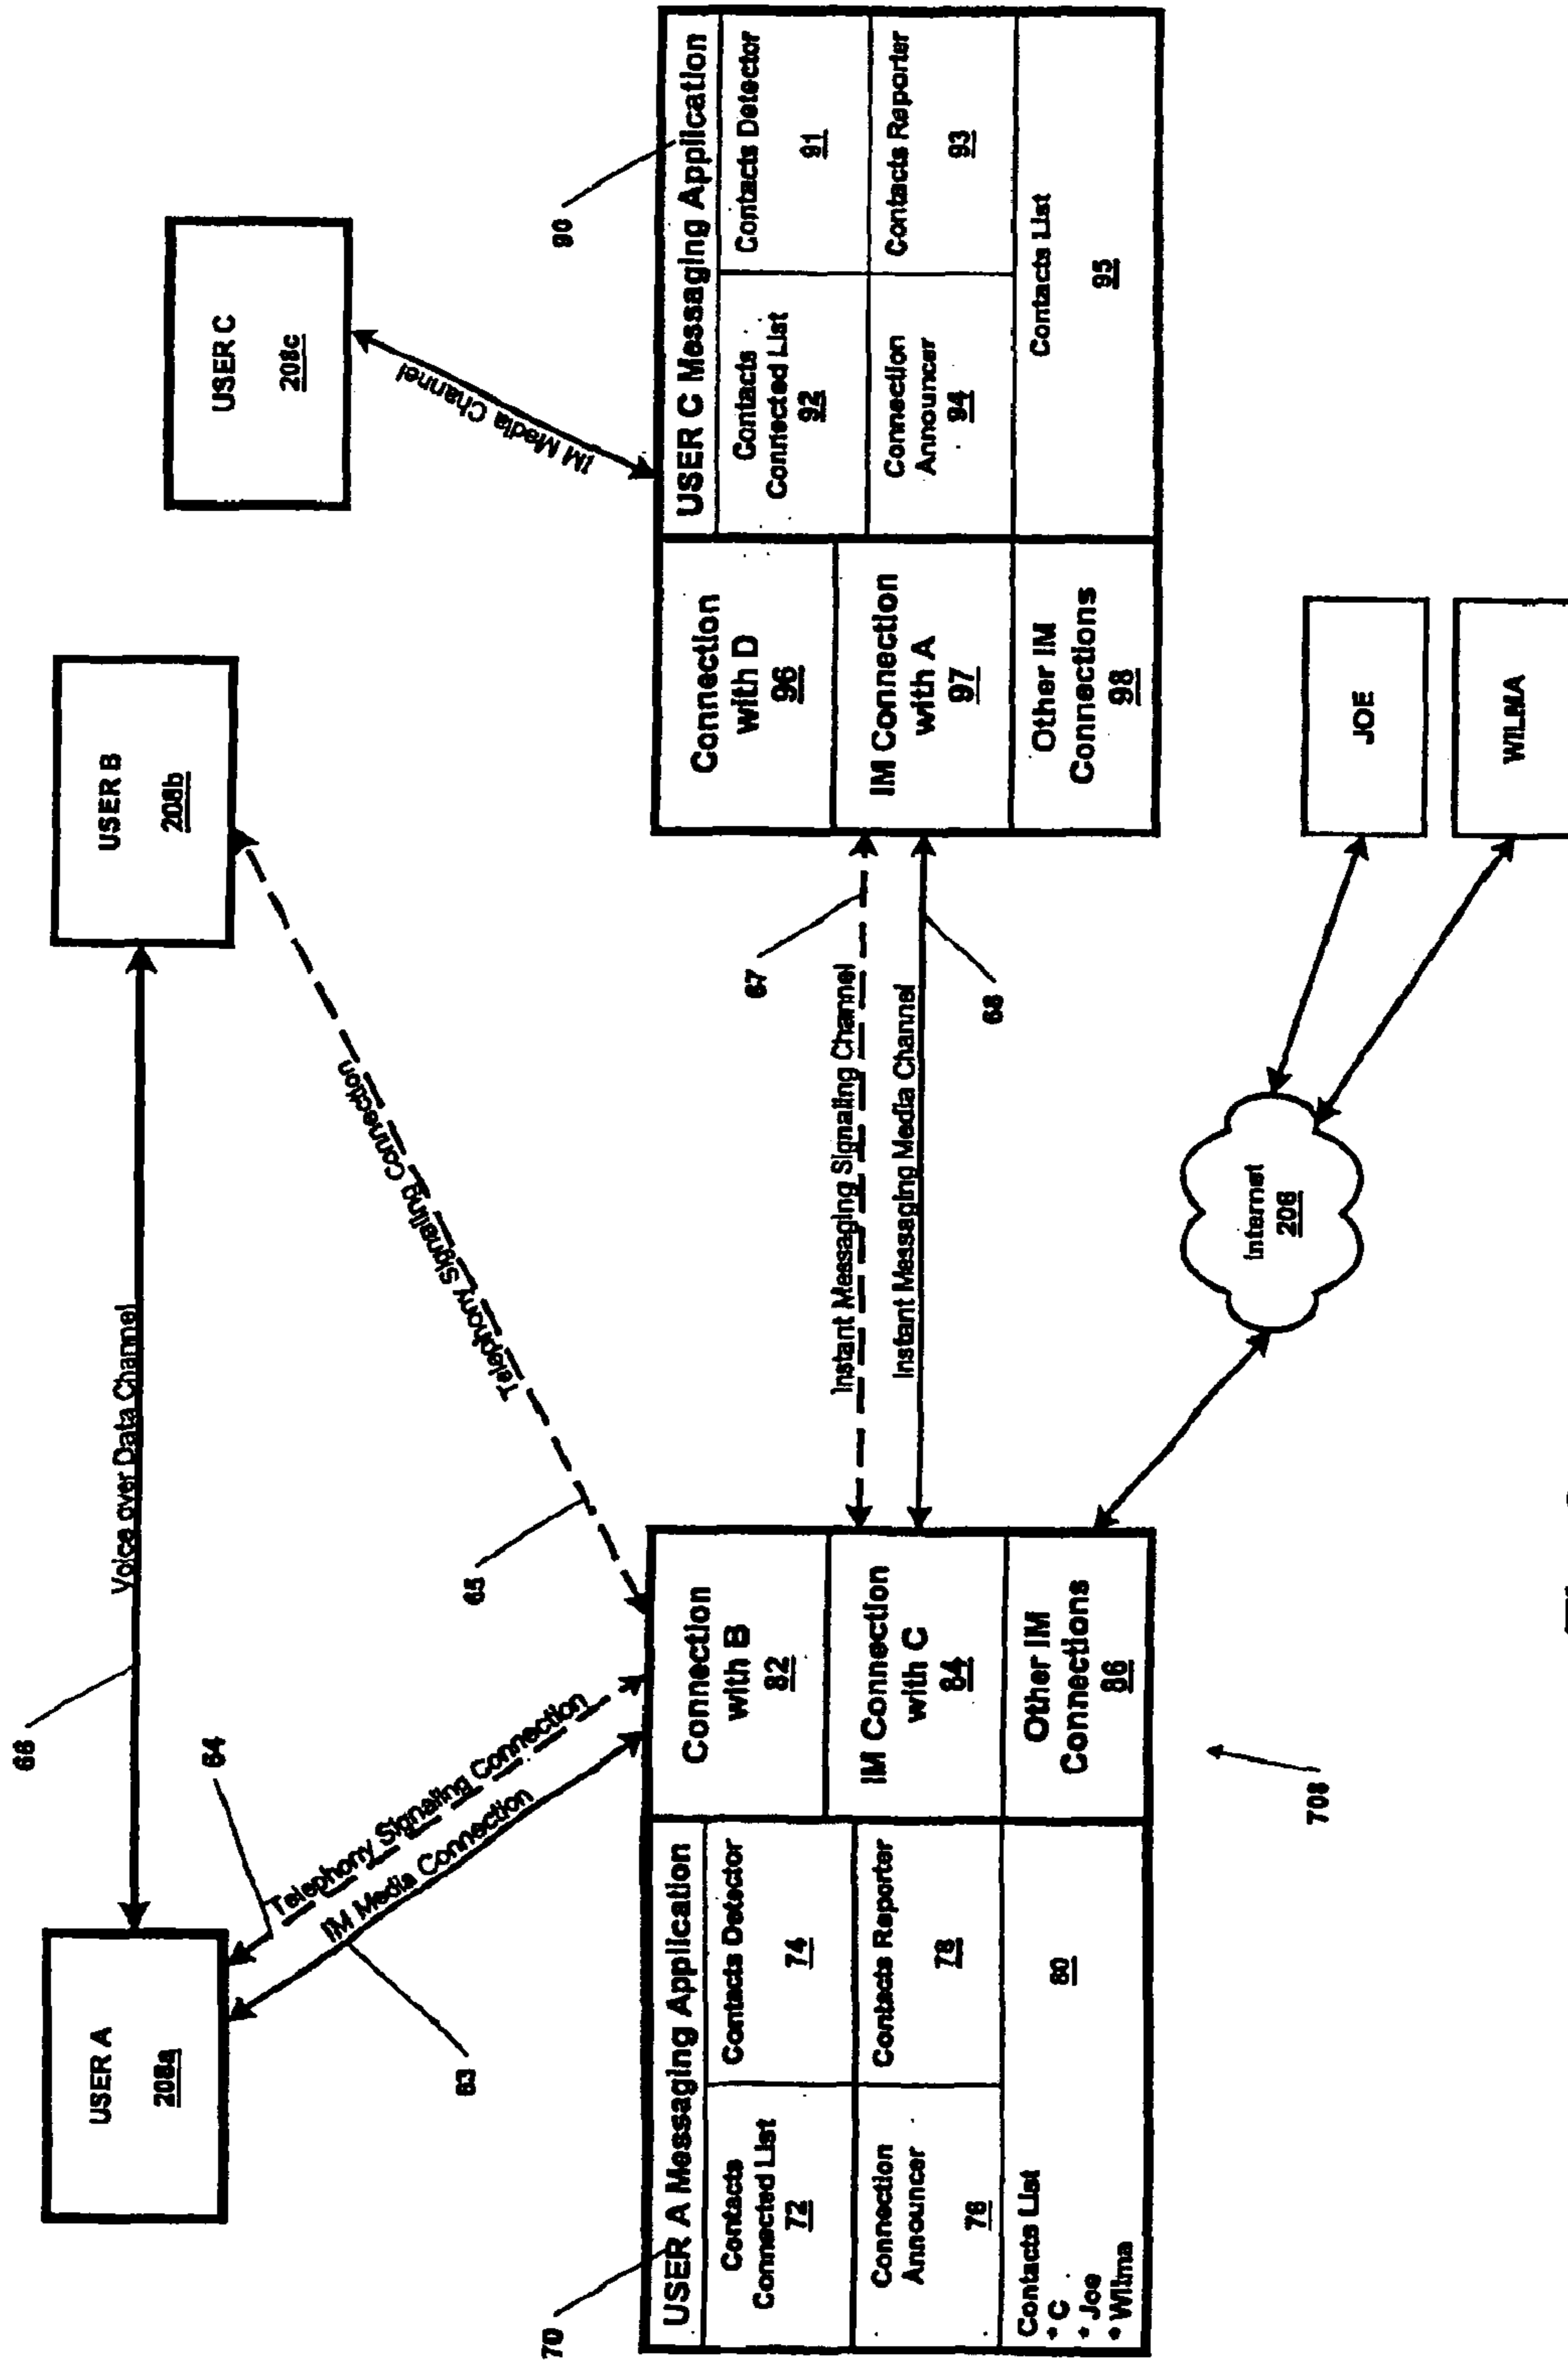 66
Voice over Data Channel
USER A
208a
USER B
208b
USER C
208c
64
Telephony Signaling Connection
IM Media Connection
63
65
Telephony Signaling Connection
IM Media Channel
70
USER A Messaging Application
Contacts
Connected List
72
Contacts Detector
74
Connection
Announcer
76
Contacts Reporter
78
Contacts List
* C
* Joe
* Wilma
80
Connection
with B
82
IM Connection
with C
84
Other IM
Connections
86
708
67
Instant Messaging Signaling Channel
Instant Messaging Media Channel
68
90
USER C Messaging Application
Connection
with D
96
IM Connection
with A
97
Other IM
Connections
98
Contacts
Connected List
92
Contacts Detector
91
Connection
Announcer
94
Contacts Reporter
93
Contacts List
95
Internet
206
JOE
WILMA